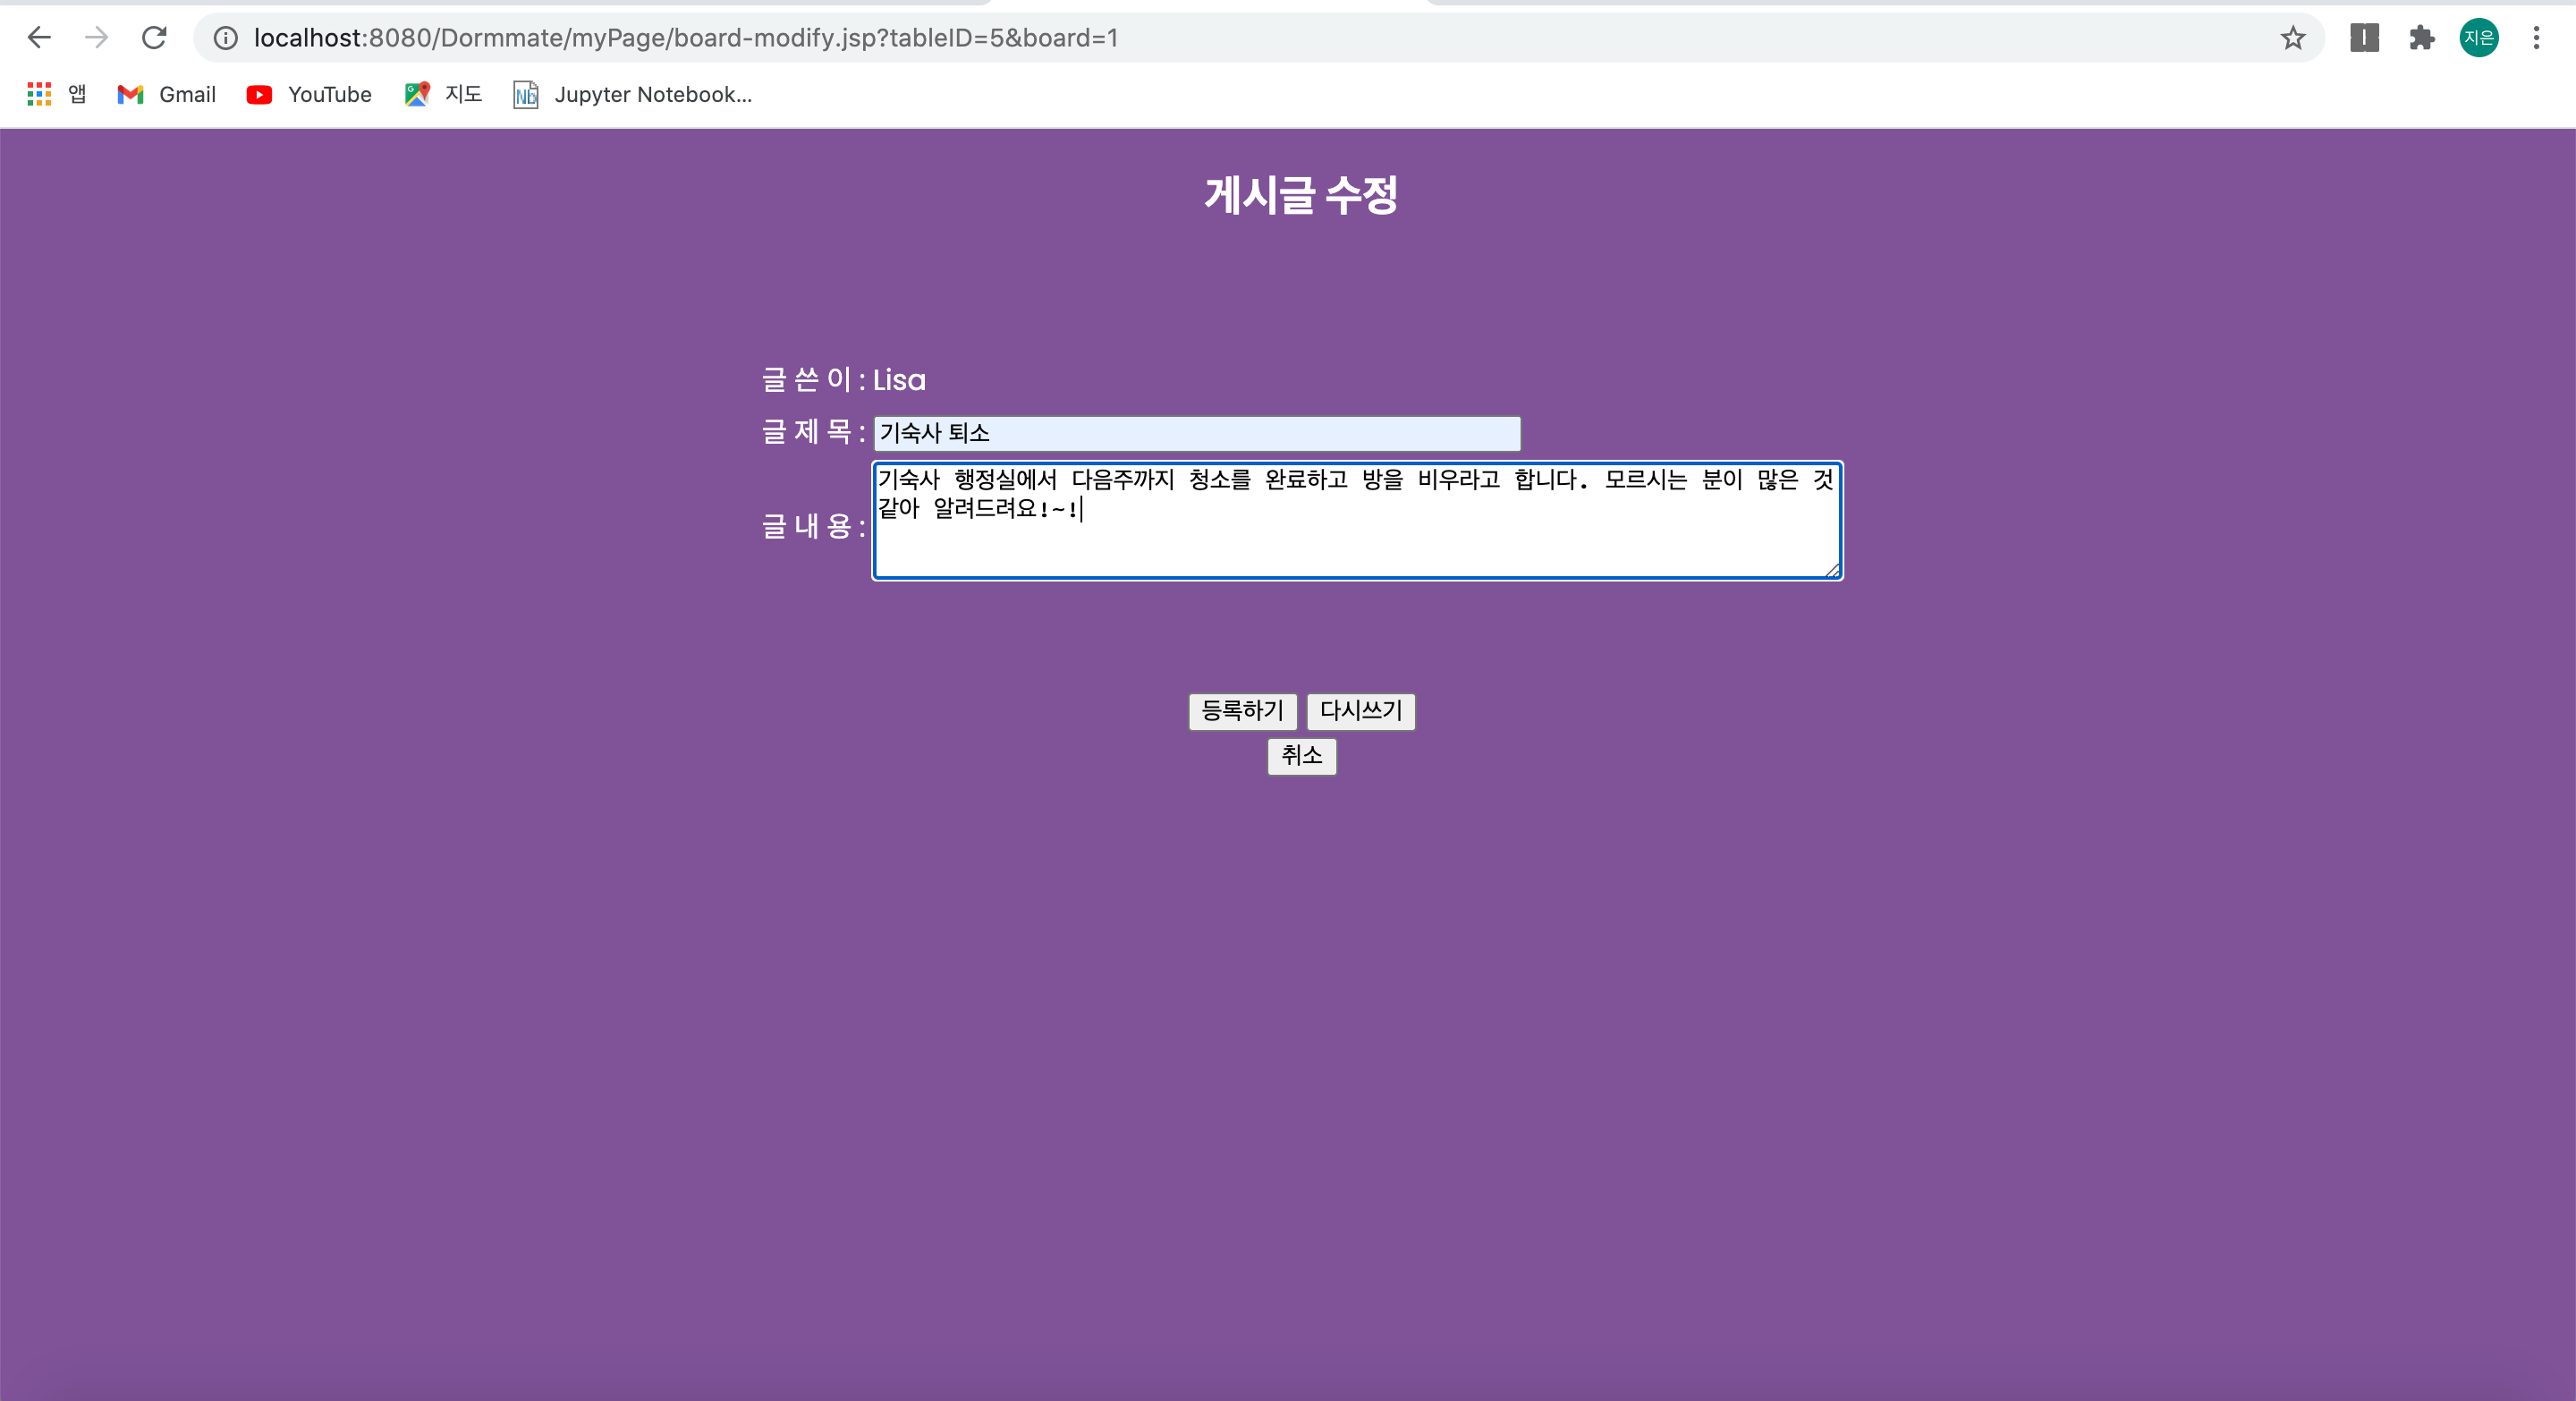 localhost:8080/Dormmate/myPage/board-modify.jsp?tableID=5&board=1
지은
앱 Gmail YouTube 지도 Jupyter Notebook...
게시글 수정
글 쓴 이 : Lisa
글 제 목 : 기숙사 퇴소
글 내 용 : 기숙사 행정실에서 다음주까지 청소를 완료하고 방을 비우라고 합니다. 모르시는 분이 많은 것
같아 알려드려요!~!
등록하기 다시쓰기
취소